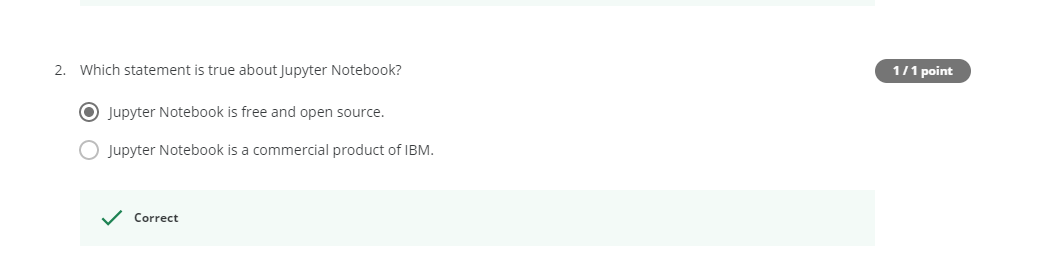 2. Which statement is true about Jupyter Notebook?
1 / 1 point
Jupyter Notebook is free and open source.
Jupyter Notebook is a commercial product of IBM.
Correct